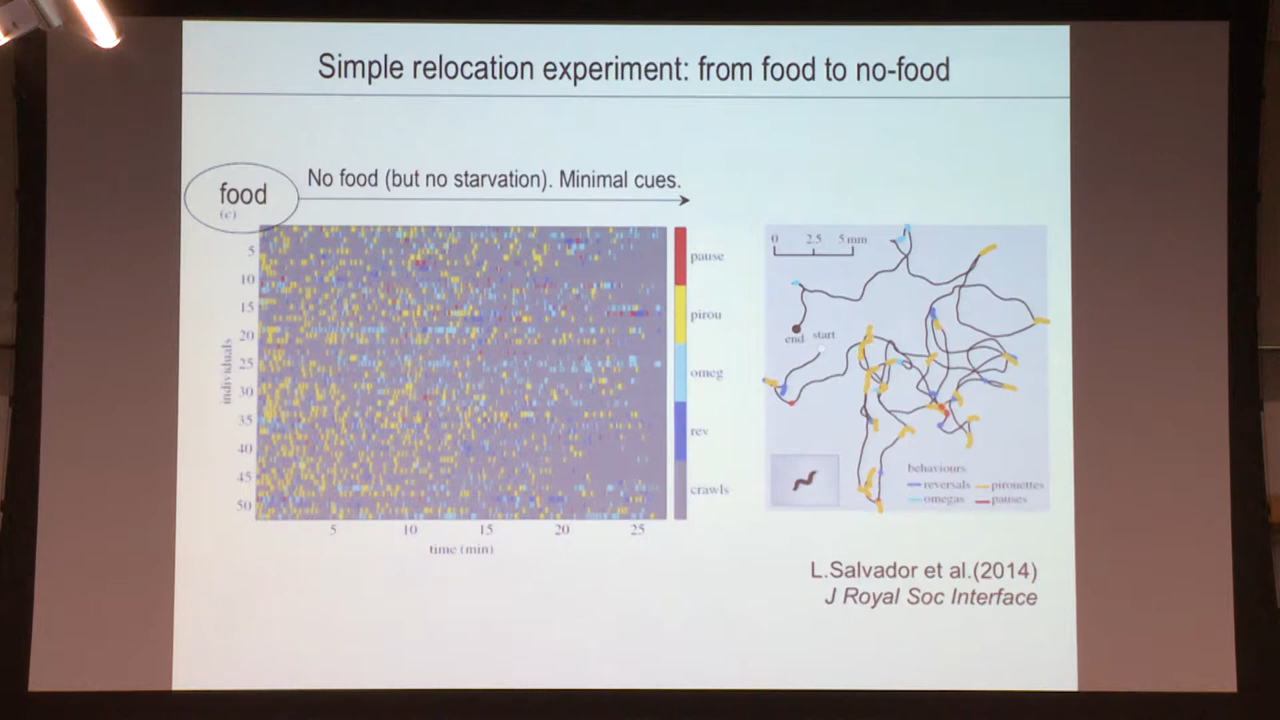 Simple relocation experiment: from food to no-food
food
No food (but no starvation). Minimal cues.
(c)
individuals
5
10
15
20
25
30
35
40
45
50
5 10 15 20 25
time (min)
pause
pirou
omeg
rev
crawls
0 2.5 5 mm
end start
behaviours
reversals pirouettes
omegas pauses
L.Salvador et al.(2014)
J Royal Soc Interface